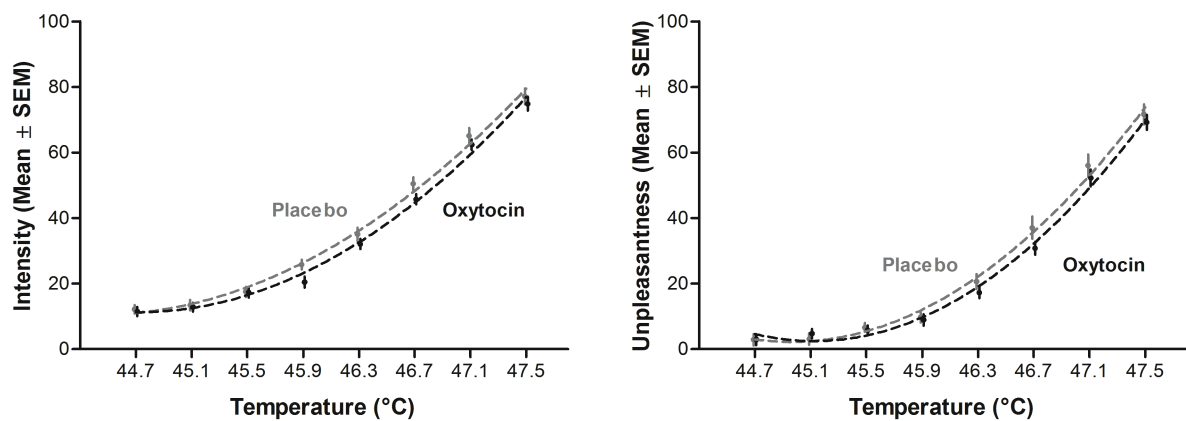 Intensity (Mean ± SEM)
100
80
60
40
20
0
Placebo
Oxytocin
44.7 45.1 45.5 45.9 46.3 46.7 47.1 47.5
Temperature (°C)
Unpleasantness (Mean ± SEM)
100
80
60
40
20
0
Placebo
Oxytocin
44.7 45.1 45.5 45.9 46.3 46.7 47.1 47.5
Temperature (°C)